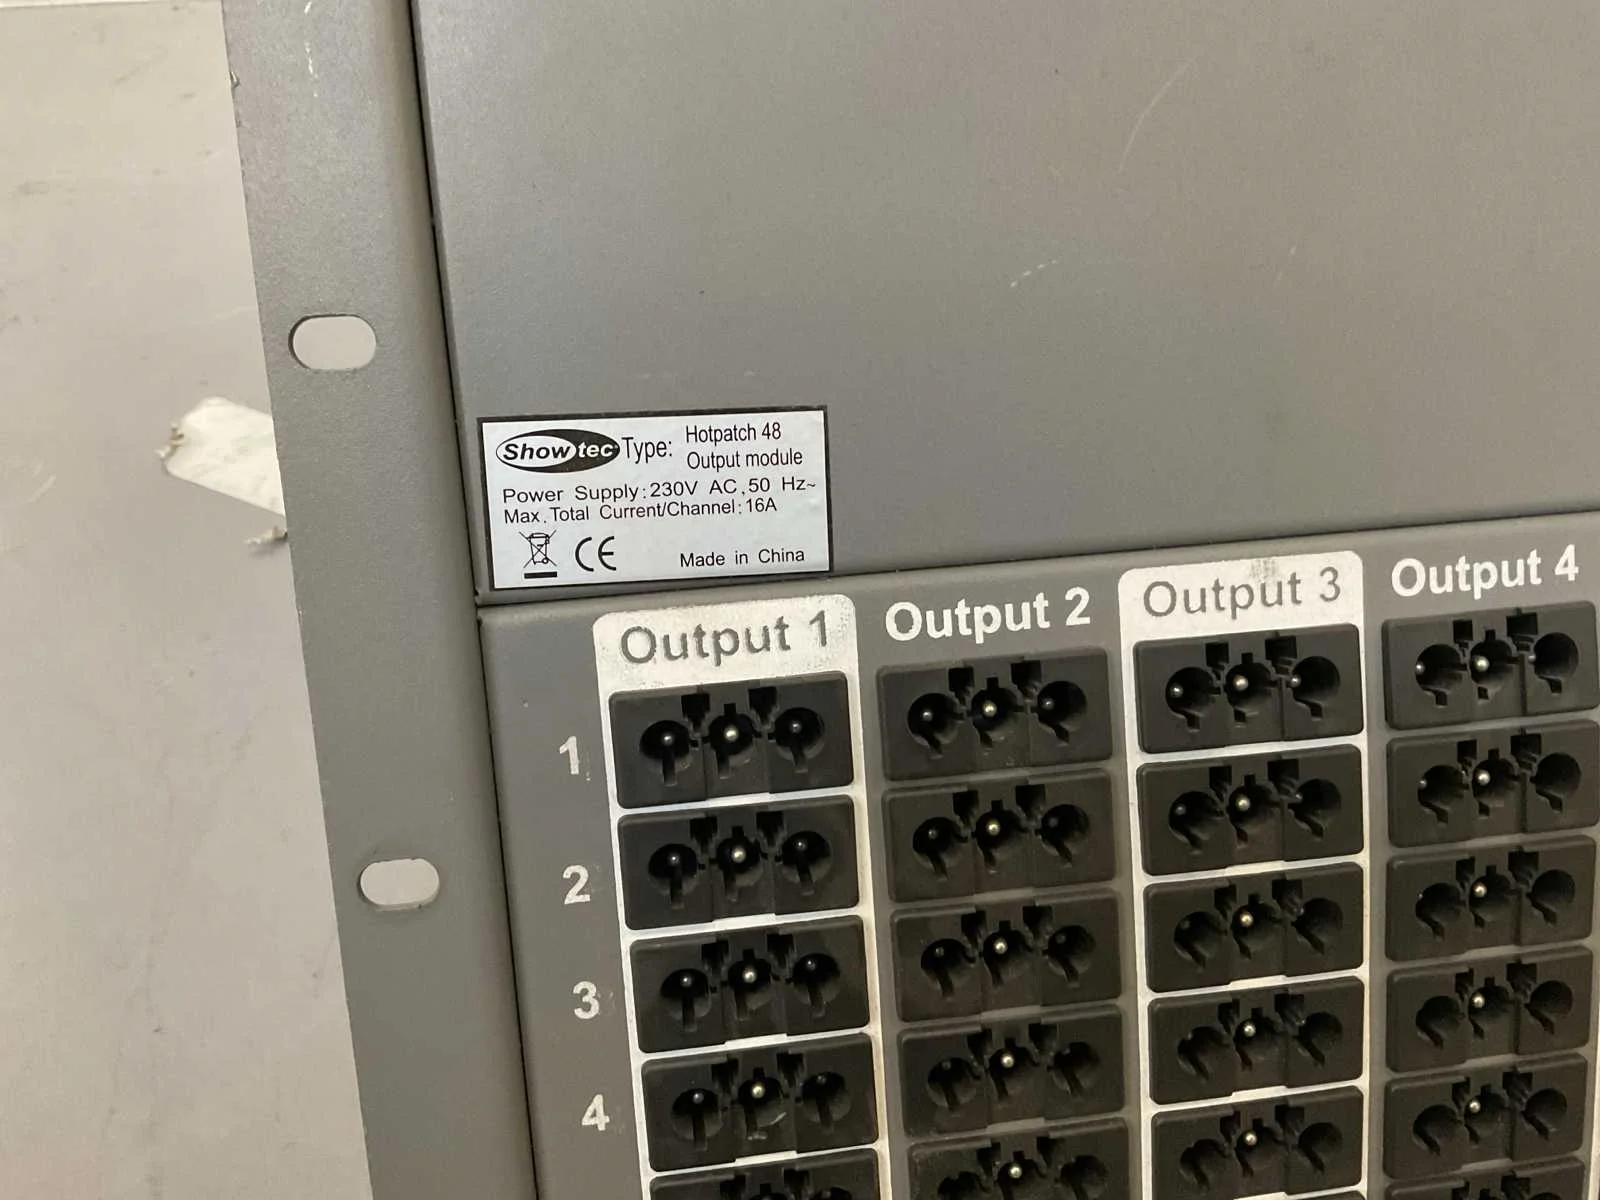 Showtec Type: Hotpatch 48
Output module
Power Supply: 230V AC, 50 Hz~
Max. Total Current/Channel: 16A
CE Made in China
Output 1 Output 2 Output 3 Output 4
1
2
3
4